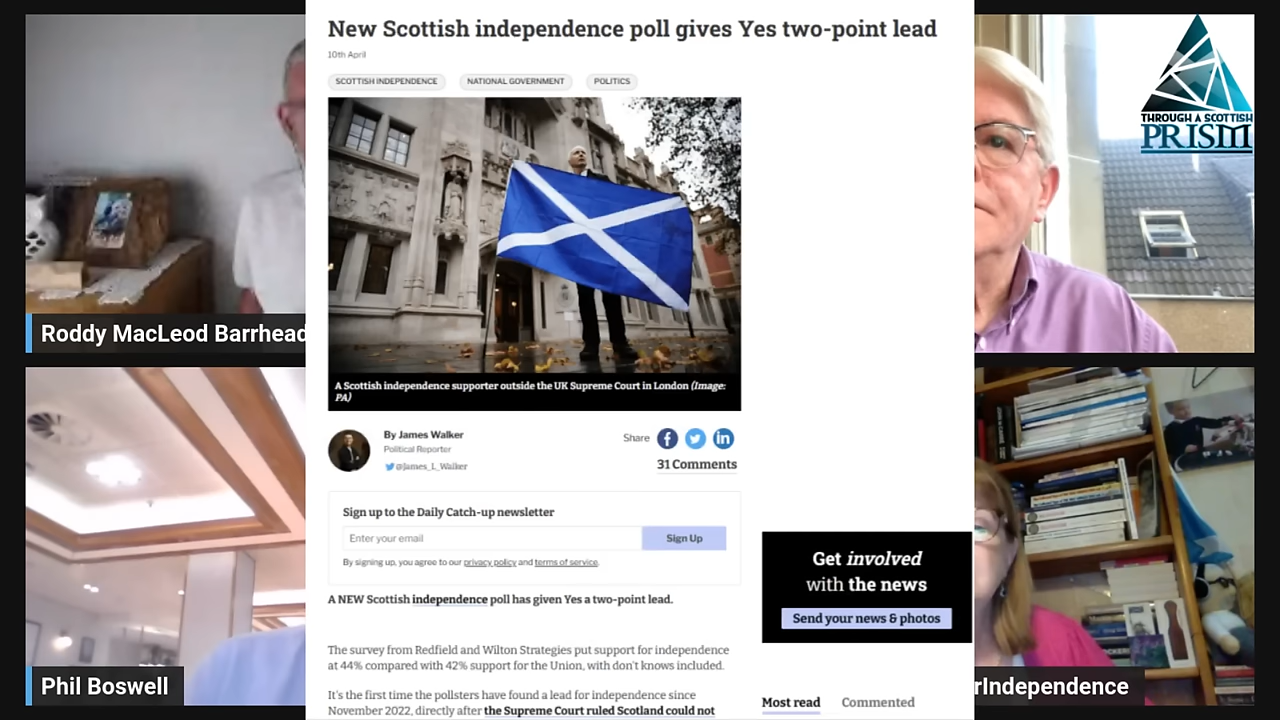 New Scottish independence poll gives Yes two-point lead
10th April
SCOTTISH INDEPENDENCE
NATIONAL GOVERNMENT
POLITICS
A Scottish independence supporter outside the UK Supreme Court in London (Image:
PA)
By James Walker
Political Reporter
@James_L_Walker
Share
31 Comments
Sign up to the Daily Catch-up newsletter
Enter your email
Sign Up
By signing up, you agree to our privacy policy and terms of service.
A NEW Scottish independence poll has given Yes a two-point lead.
The survey from Redfield and Wilton Strategies put support for independence
at 44% compared with 42% support for the Union, with don't knows included.
It's the first time the pollsters have found a lead for independence since
November 2022, directly after the Supreme Court ruled Scotland could not
Get involved
with the news
Send your news & photos
Most read
Commented
THROUGH A SCOTTISH
PRISM
Roddy MacLeod Barrhead
Phil Boswell
rIndependence